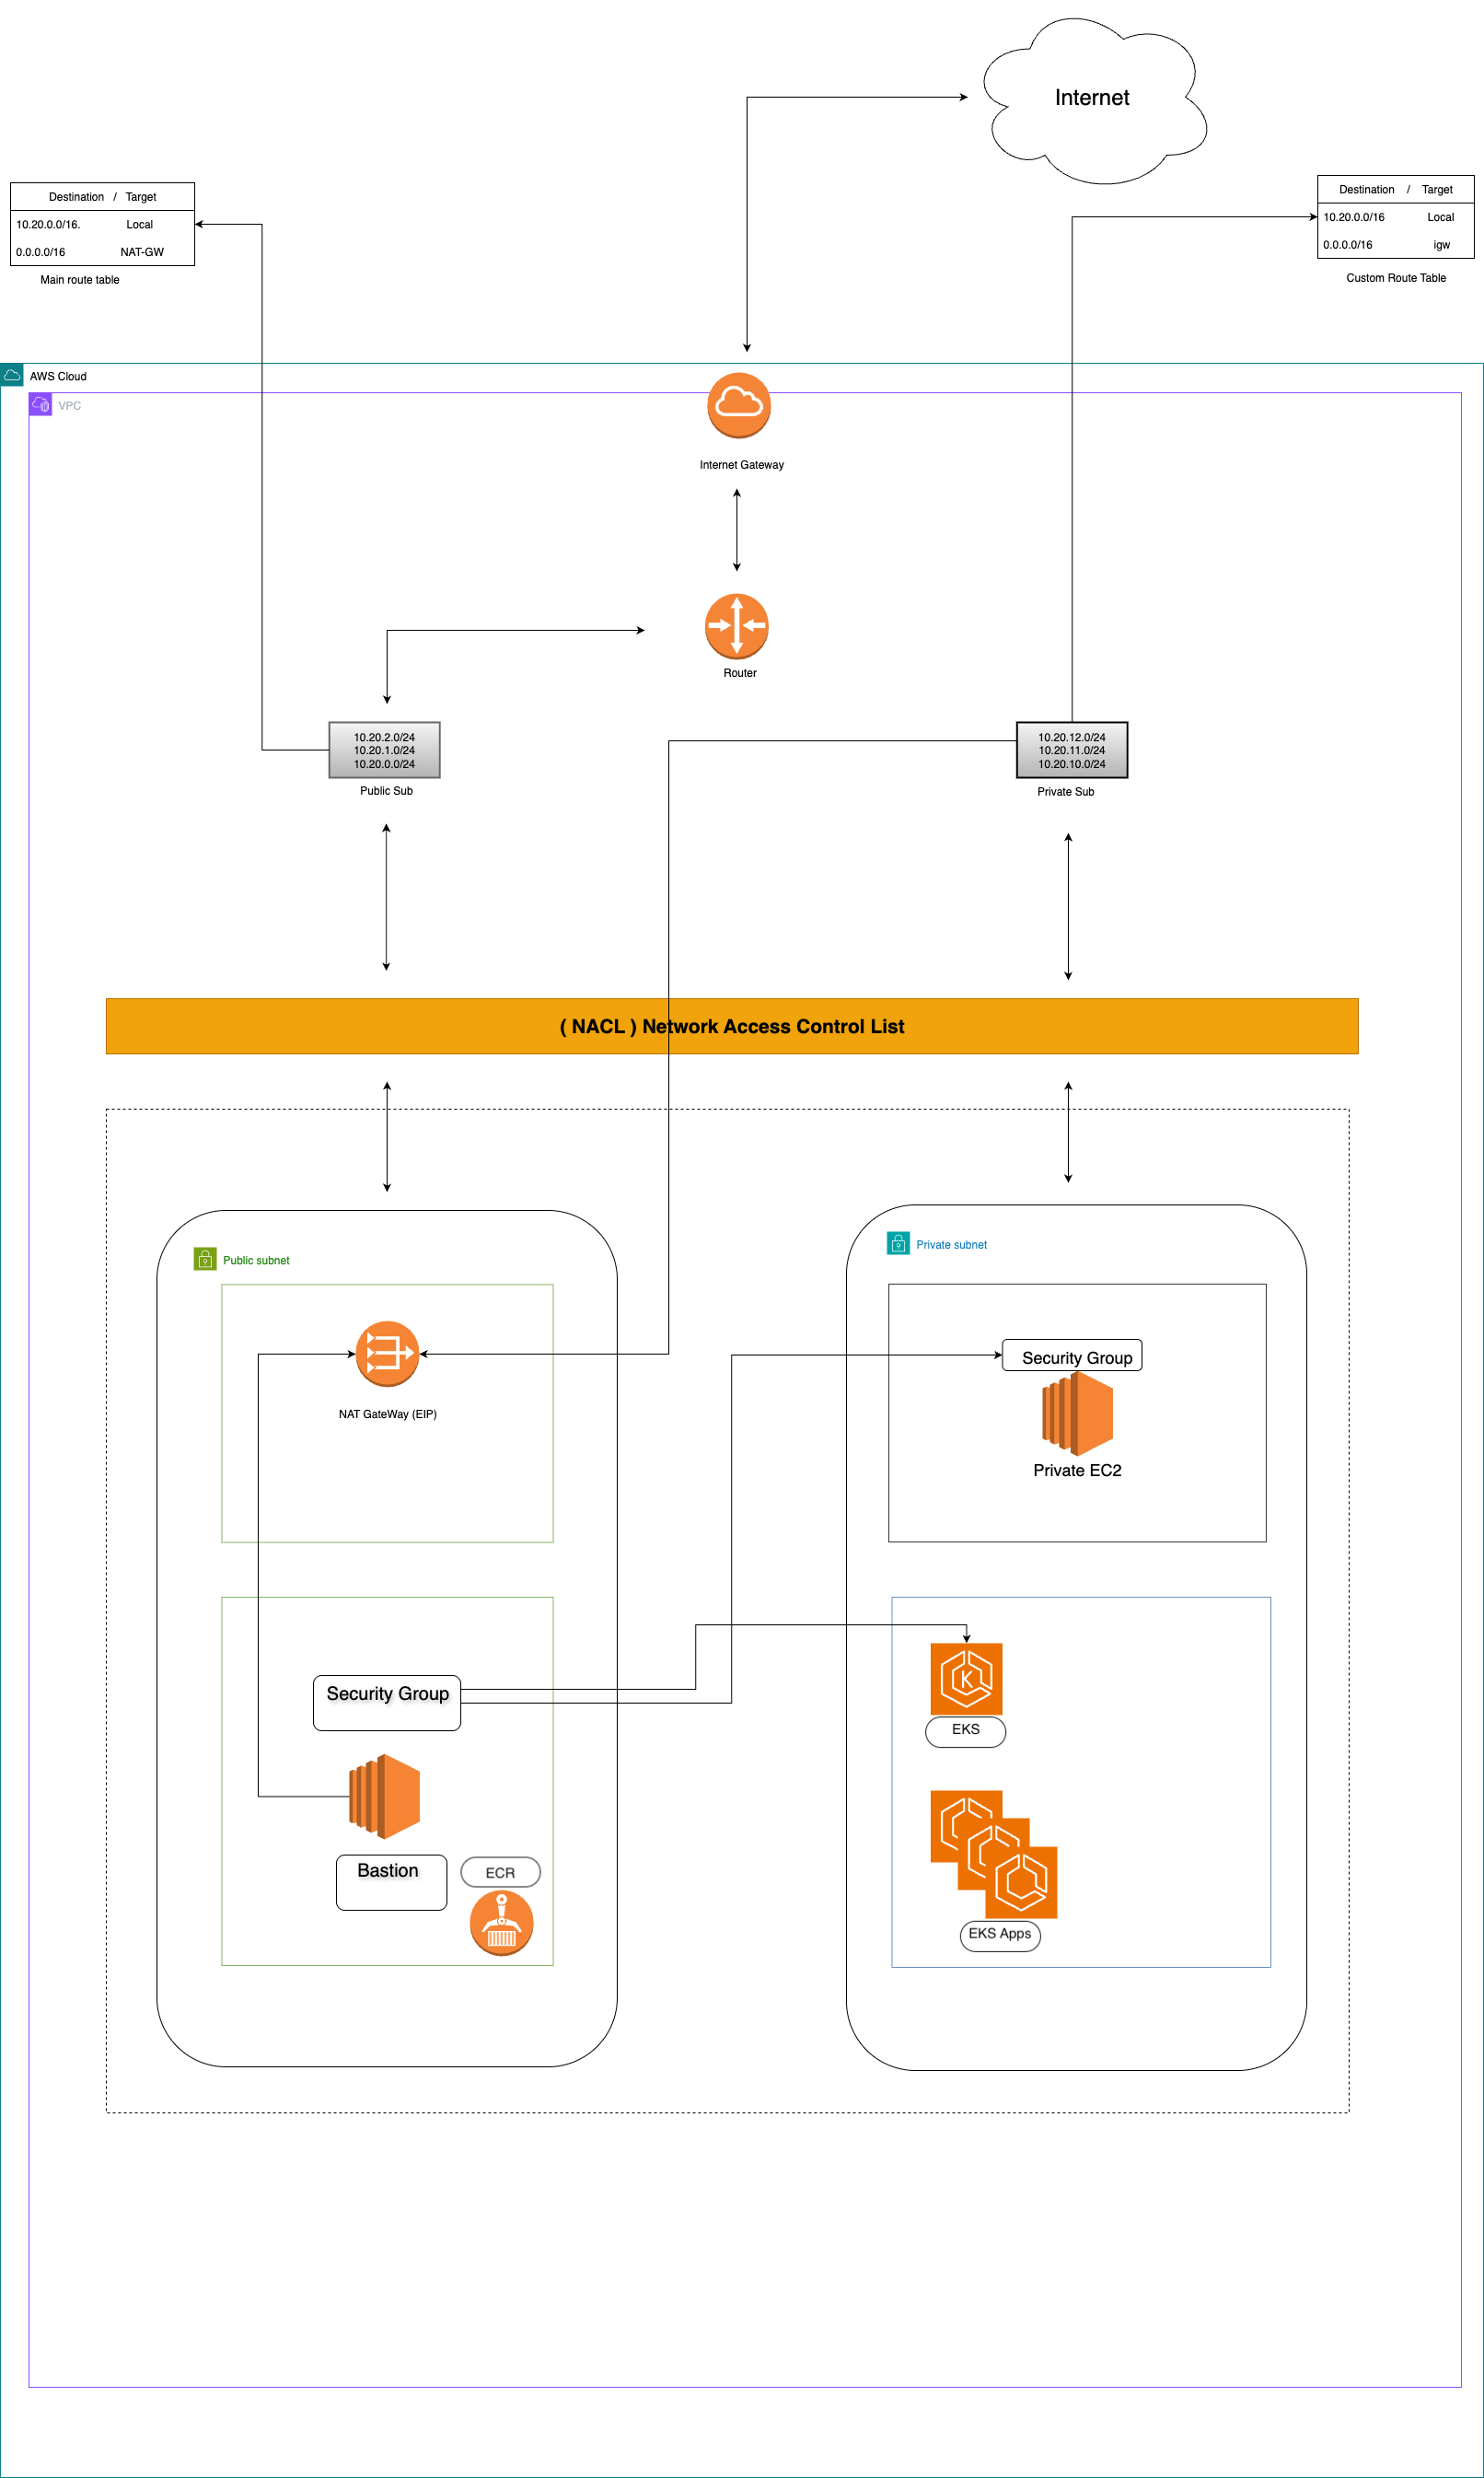 Internet
Destination / Target
10.20.0.0/16. Local
0.0.0.0/16 NAT-GW
Main route table
Destination / Target
10.20.0.0/16 Local
0.0.0.0/16 igw
Custom Route Table
AWS Cloud
VPC
Internet Gateway
Router
10.20.2.0/24
10.20.1.0/24
10.20.0.0/24
Public Sub
10.20.12.0/24
10.20.11.0/24
10.20.10.0/24
Private Sub
( NACL ) Network Access Control List
Public subnet
NAT GateWay (EIP)
Security Group
Bastion
ECR
Private subnet
Security Group
Private EC2
K
EKS
EKS Apps